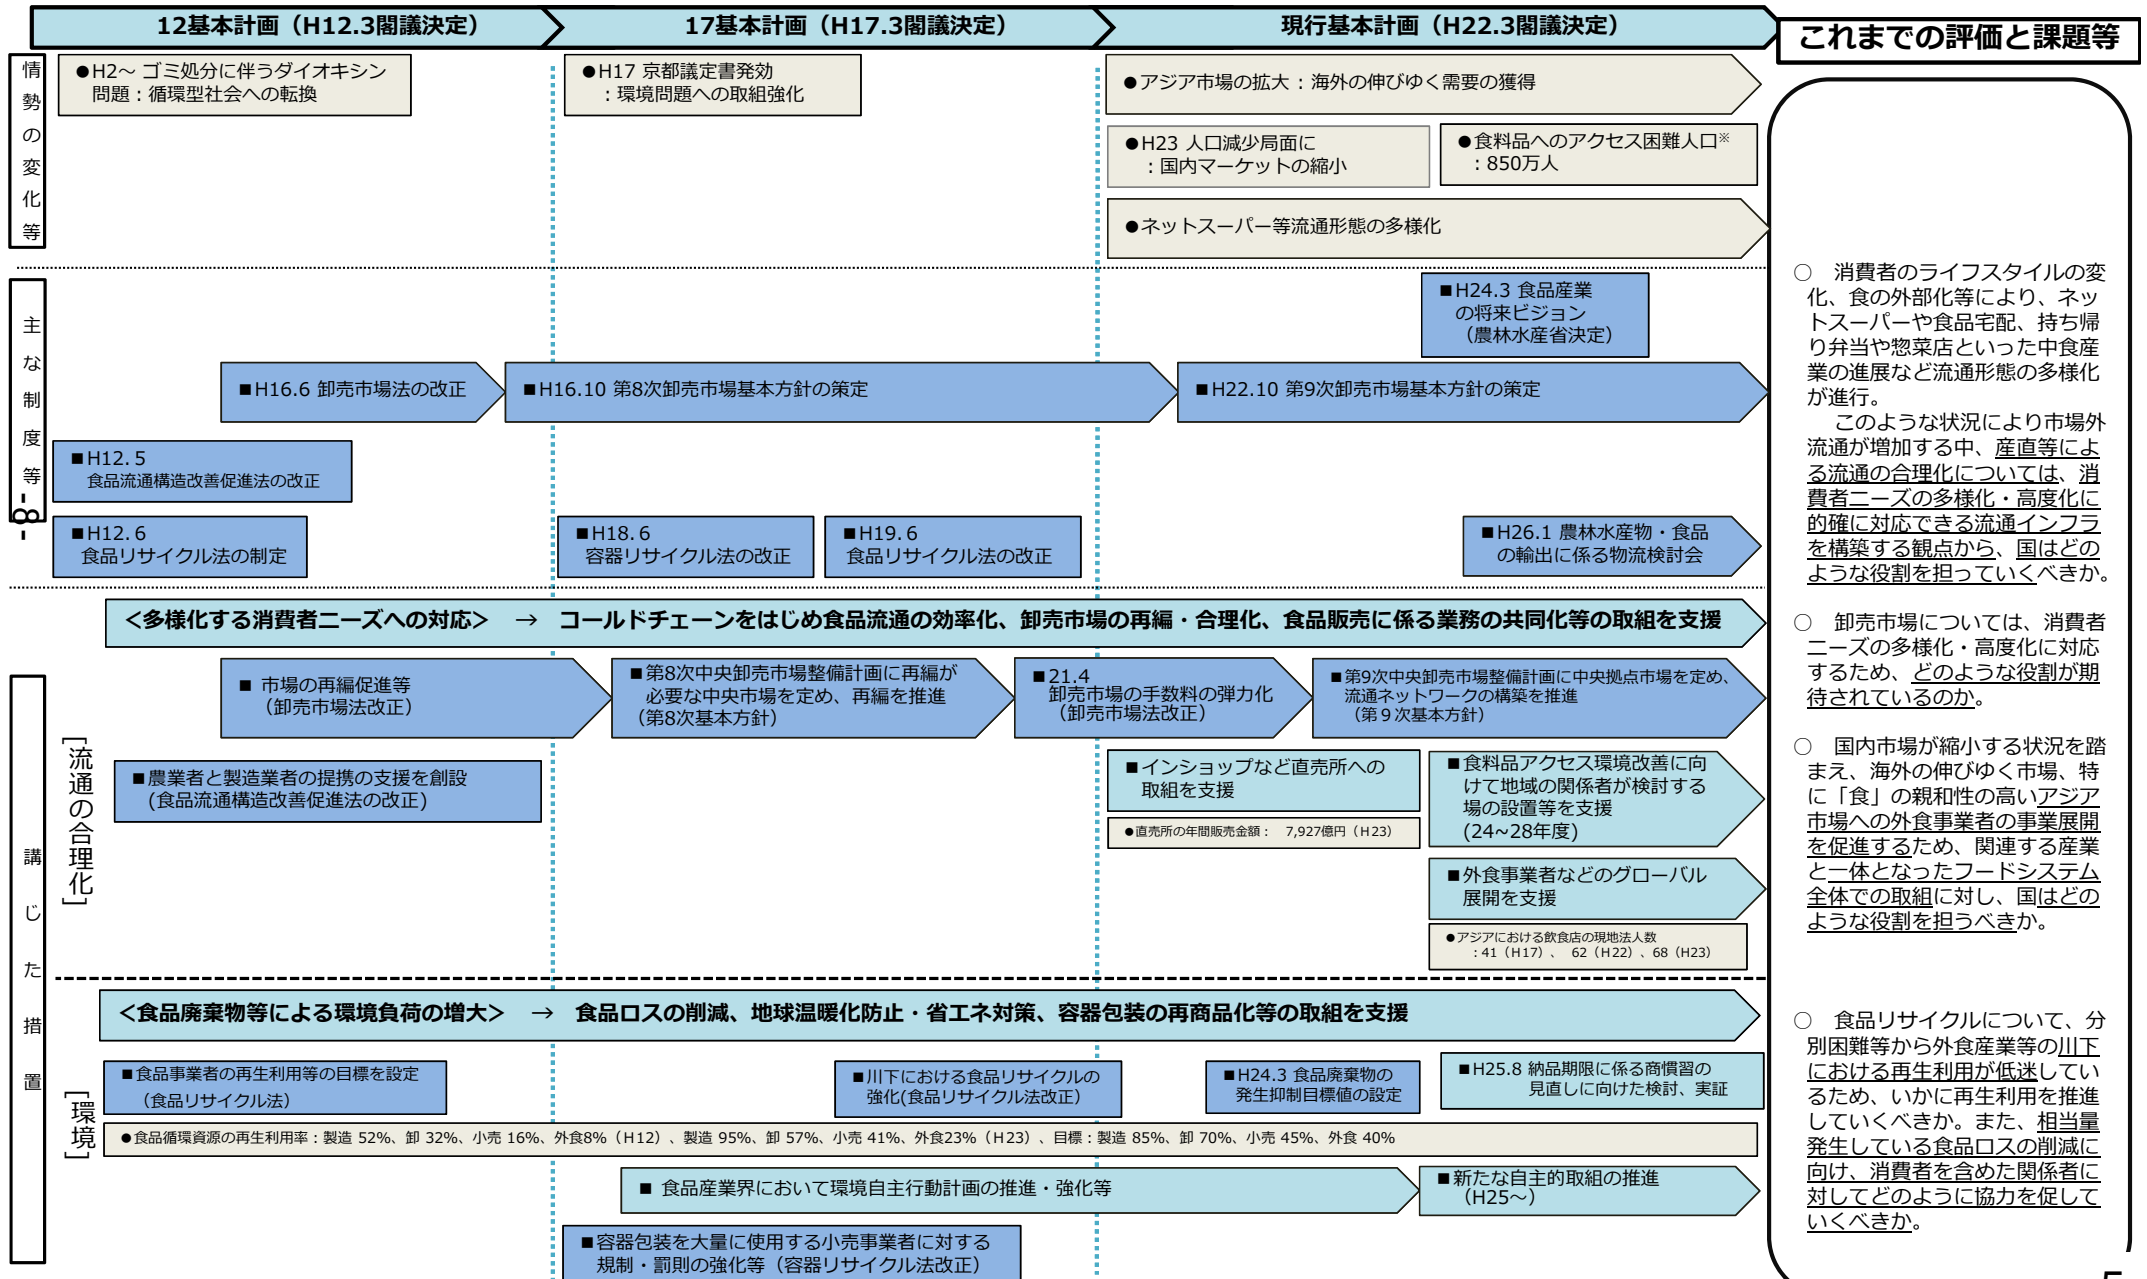 12基本計画（H12.3閣議決定）
17基本計画（H17.3閣議決定）
現行基本計画（H22.3閣議決定）
これまでの評価と課題等
情勢の変化等
●H2～ ゴミ処分に伴うダイオキシン
問題：循環型社会への転換
●H17 京都議定書発効
：環境問題への取組強化
●アジア市場の拡大：海外の伸びゆく需要の獲得
●H23 人口減少局面に
：国内マーケットの縮小
●食料品へのアクセス困難人口※
：850万人
●ネットスーパー等流通形態の多様化
主な制度等
■H24.3 食品産業
の将来ビジョン
（農林水産省決定）
■H16.6 卸売市場法の改正
■H16.10 第8次卸売市場基本方針の策定
■H22.10 第9次卸売市場基本方針の策定
■H12.5
食品流通構造改善促進法の改正
■H12.6
食品リサイクル法の制定
■H18.6
容器リサイクル法の改正
■H19.6
食品リサイクル法の改正
■H26.1 農林水産物・食品
の輸出に係る物流検討会
-8-
講じた措置
＜多様化する消費者ニーズへの対応＞ → コールドチェーンをはじめ食品流通の効率化、卸売市場の再編・合理化、食品販売に係る業務の共同化等の取組を支援
[流通の合理化]
■ 市場の再編促進等
（卸売市場法改正）
■第8次中央卸売市場整備計画に再編が
必要な中央市場を定め、再編を推進
（第8次基本方針）
■21.4
卸売市場の手数料の弾力化
（卸売市場法改正）
■第9次中央卸売市場整備計画に中央拠点市場を定め、
流通ネットワークの構築を推進
（第９次基本方針）
■農業者と製造業者の提携の支援を創設
(食品流通構造改善促進法の改正)
■インショップなど直売所への
取組を支援
●直売所の年間販売金額： 7,927億円（H23）
■食料品アクセス環境改善に向
けて地域の関係者が検討する
場の設置等を支援
(24~28年度)
■外食事業者などのグローバル
展開を支援
●アジアにおける飲食店の現地法人数
：41（H17）、 62（H22）、68（H23）
＜食品廃棄物等による環境負荷の増大＞ → 食品ロスの削減、地球温暖化防止・省エネ対策、容器包装の再商品化等の取組を支援
[環境]
■食品事業者の再生利用等の目標を設定
（食品リサイクル法）
■川下における食品リサイクルの
強化(食品リサイクル法改正）
■H24.3 食品廃棄物の
発生抑制目標値の設定
■H25.8 納品期限に係る商慣習の
見直しに向けた検討、実証
●食品循環資源の再生利用率：製造 52%、卸 32%、小売 16%、外食8%（H12）、製造 95%、卸 57%、小売 41%、外食23%（H23）、目標：製造 85%、卸 70%、小売 45%、外食 40%
■ 食品産業界において環境自主行動計画の推進・強化等
■新たな自主的取組の推進
（H25～）
■容器包装を大量に使用する小売事業者に対する
規制・罰則の強化等（容器リサイクル法改正）
○ 消費者のライフスタイルの変
化、食の外部化等により、ネッ
トスーパーや食品宅配、持ち帰
り弁当や惣菜店といった中食産
業の進展など流通形態の多様化
が進行。
このような状況により市場外
流通が増加する中、産直等によ
る流通の合理化については、消
費者ニーズの多様化・高度化に
的確に対応できる流通インフラ
を構築する観点から、国はどの
ような役割を担っていくべきか。
○ 卸売市場については、消費者
ニーズの多様化・高度化に対応
するため、どのような役割が期
待されているのか。
○ 国内市場が縮小する状況を踏
まえ、海外の伸びゆく市場、特
に「食」の親和性の高いアジア
市場への外食事業者の事業展開
を促進するため、関連する産業
と一体となったフードシステム
全体での取組に対し、国はどの
ような役割を担うべきか。
○ 食品リサイクルについて、分
別困難等から外食産業等の川下
における再生利用が低迷してい
るため、いかに再生利用を推進
していくべきか。また、相当量
発生している食品ロスの削減に
向け、消費者を含めた関係者に
対してどのように協力を促して
いくべきか。